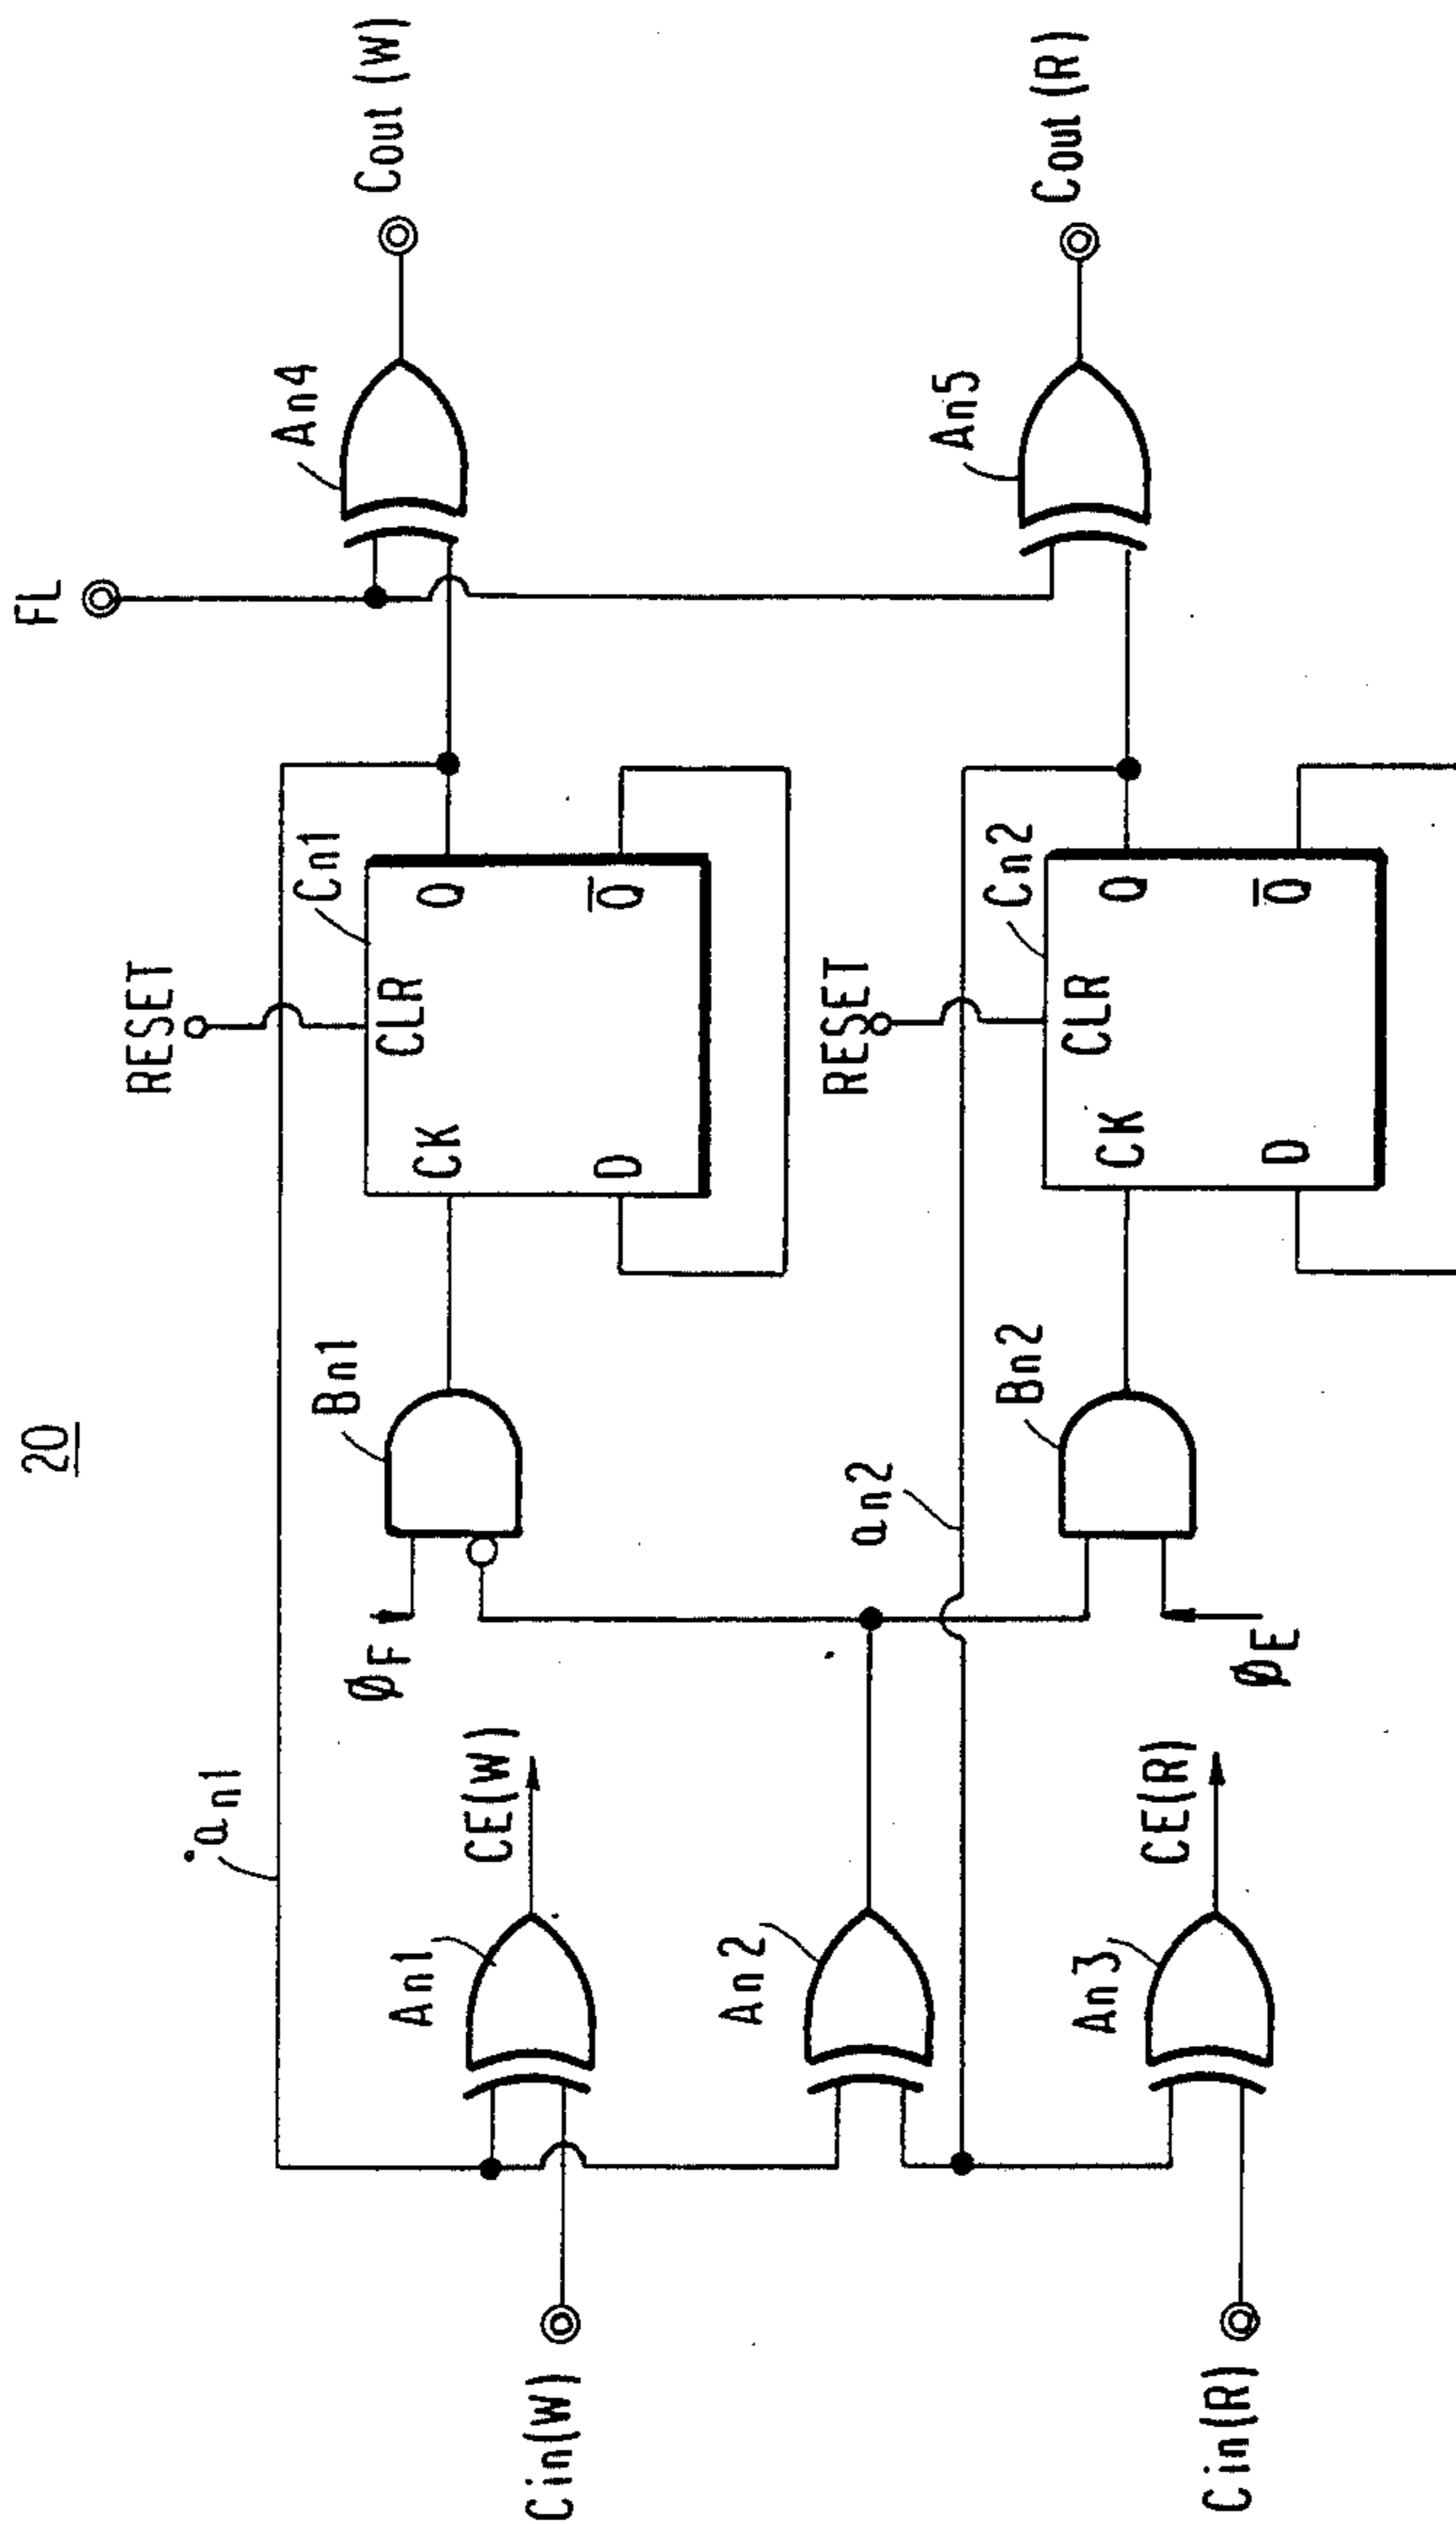 20
FL
an1
RESET
An4
Cout (W)
Cn1
CK
CLR
Q
D
Q̅
Bn1
ØF
An1
CE(W)
Cin(W)
An2
an2
RESET
An5
Cout (R)
Cn2
CK
CLR
Q
D
Q̅
Bn2
ØE
An3
CE(R)
Cin(R)